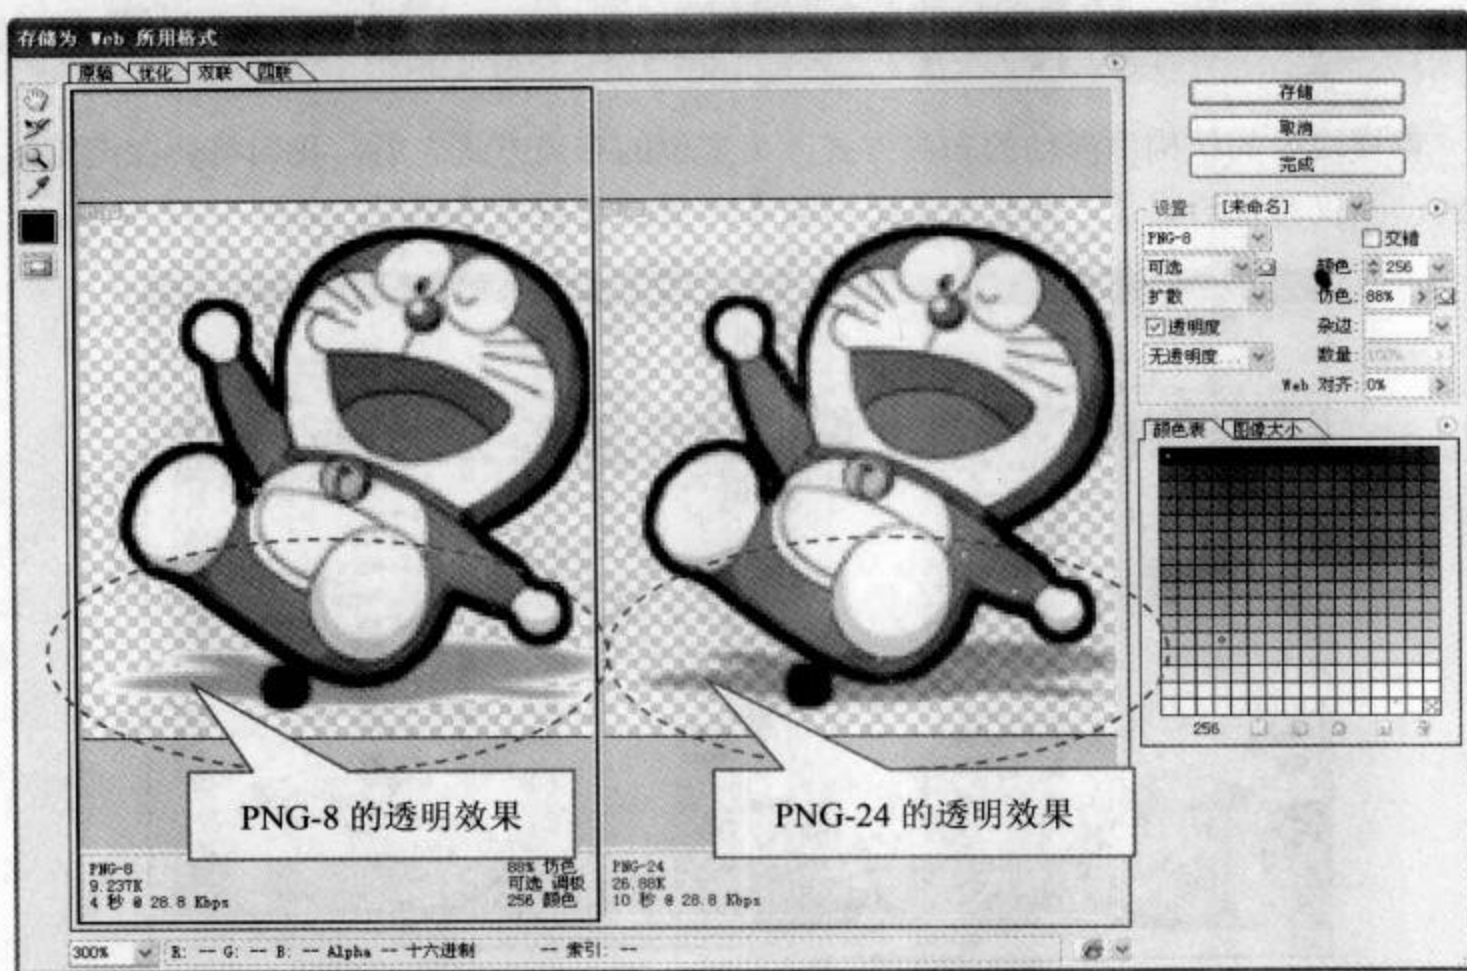 存储为 Web 所用格式
原稿 优化 双联 四联
存储
取消
完成
设置 [未命名]
PNG-8 交错
可选 颜色: 256
扩散 仿色: 88%
透明度 杂边:
无透明度... 数量: 100%
Web 对齐: 0%
颜色表 图像大小
256
PNG-8 的透明效果
PNG-24 的透明效果
PNG-8 88% 仿色
9.237K 可选 调板
4 秒 @ 28.8 Kbps 256 颜色
PNG-24
26.88K
10 秒 @ 28.8 Kbps
300% R: -- G: -- B: -- Alpha -- 十六进制 -- 索引: --